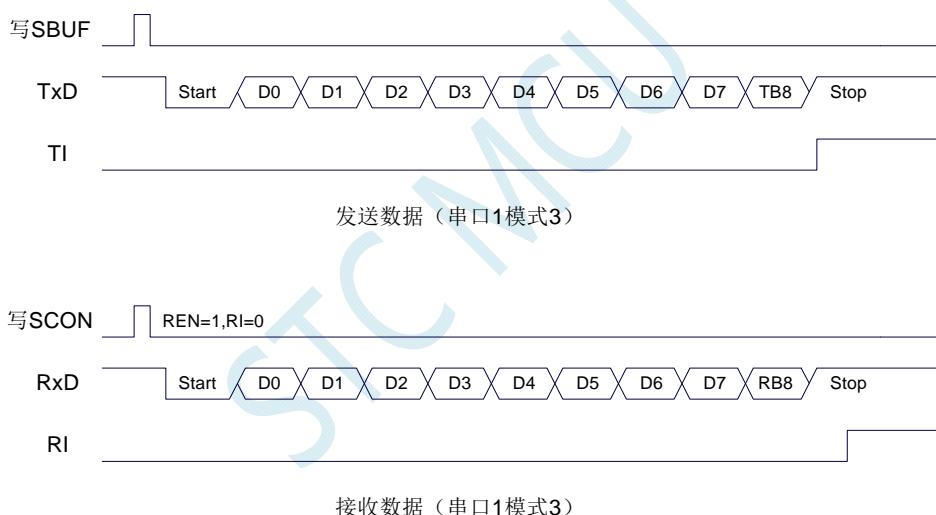 写SBUF
TxD Start D0 D1 D2 D3 D4 D5 D6 D7 TB8 Stop
TI
发送数据（串口1模式3）
写SCON REN=1,RI=0
RxD Start D0 D1 D2 D3 D4 D5 D6 D7 RB8 Stop
RI
接收数据（串口1模式3）
STC MCU